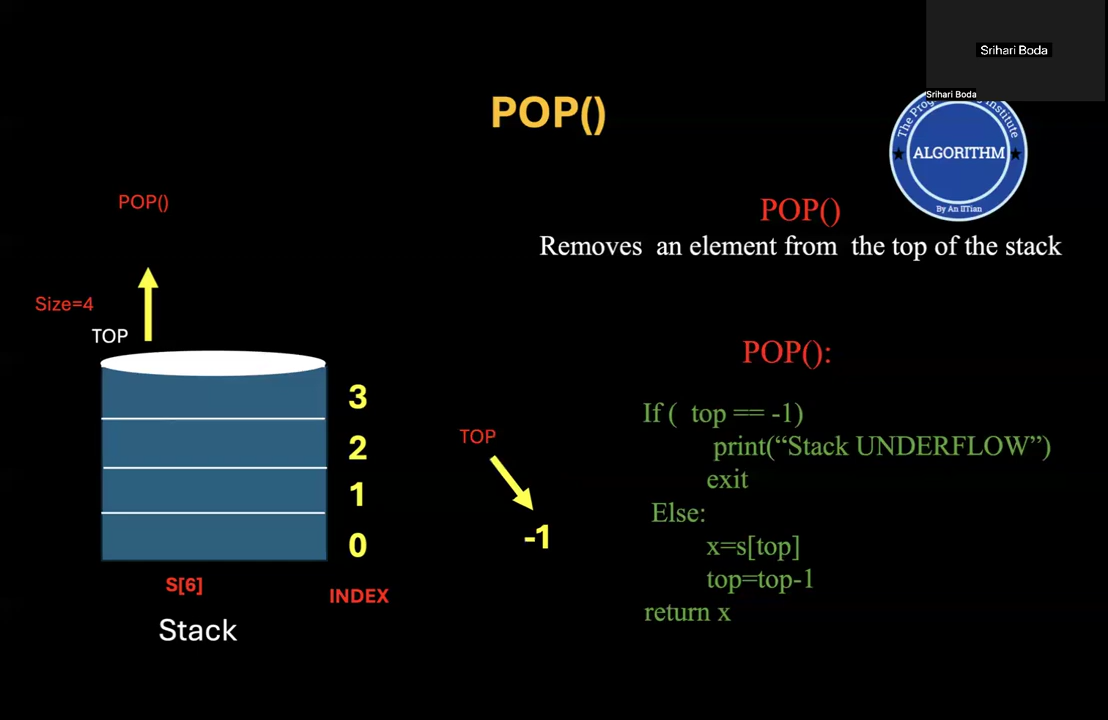 Srihari Boda
Srihari Boda
POP()
ALGORITHM
By An IITian
POP()
POP()
Removes an element from the top of the stack
Size=4
TOP
POP():
3
If ( top == -1)
2
TOP
print(“Stack UNDERFLOW”)
1
exit
Else:
0
-1
x=s[top]
S[6]
INDEX
top=top-1
Stack
return x